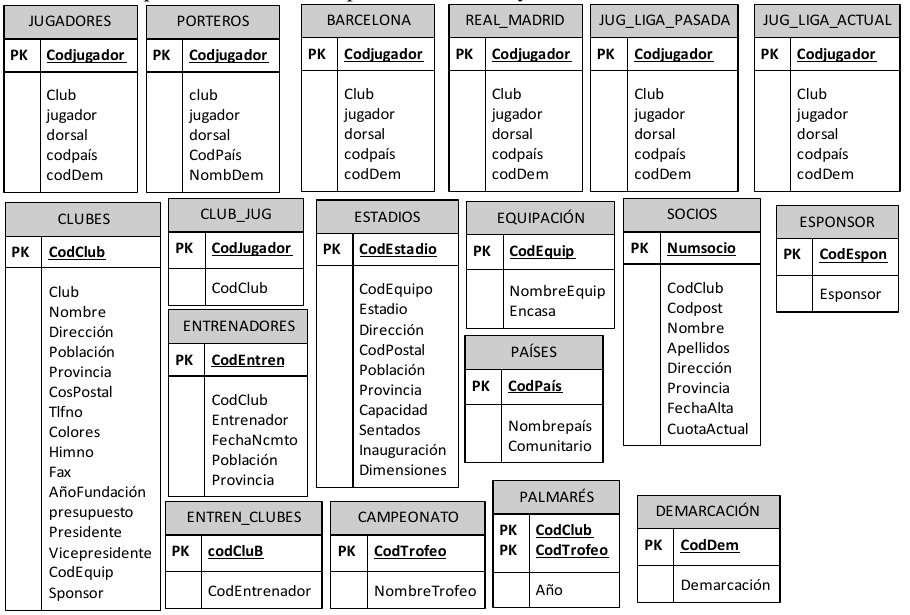 JUGADORES
PK Codjugador
Club
jugador
dorsal
codpaís
codDem
PORTEROS
PK Codjugador
club
jugador
dorsal
CodPaís
NombDem
BARCELONA
PK Codjugador
Club
jugador
dorsal
codpaís
codDem
REAL_MADRID
PK Codjugador
Club
jugador
dorsal
codpaís
codDem
JUG_LIGA_PASADA
PK Codjugador
Club
jugador
dorsal
codpaís
codDem
JUG_LIGA_ACTUAL
PK Codjugador
Club
jugador
dorsal
codpaís
codDem
CLUBES
PK CodClub
Club
Nombre
Dirección
Población
Provincia
CosPostal
Tlfno
Colores
Himno
Fax
AñoFundación
presupuesto
Presidente
Vicepresidente
CodEquip
Sponsor
CLUB_JUG
PK CodJugador
CodClub
ENTRENADORES
PK CodEntren
CodClub
Entrenador
FechaNcmto
Población
Provincia
ESTADIOS
PK CodEstadio
CodEquipo
Estadio
Dirección
CodPostal
Población
Provincia
Capacidad
Sentados
Inauguración
Dimensiones
EQUIPACIÓN
PK CodEquip
NombreEquip
Encasa
PAÍSES
PK CodPaís
Nombrepaís
Comunitario
SOCIOS
PK Numsocio
CodClub
Codpost
Nombre
Apellidos
Dirección
Provincia
FechaAlta
CuotaActual
ESPONSOR
PK CodEspon
Esponsor
ENTREN_CLUBES
PK codCluB
CodEntrenador
CAMPEONATO
PK CodTrofeo
NombreTrofeo
PALMARÉS
PK CodClub
PK CodTrofeo
Año
DEMARCACIÓN
PK CodDem
Demarcación